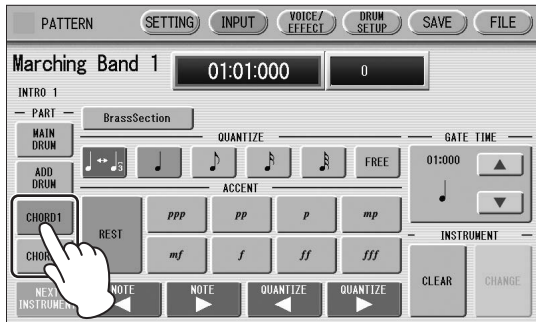 PATTERN SETTING INPUT VOICE/ EFFECT DRUM SETUP SAVE FILE
Marching Band 1 01:01:000 0
INTRO 1
PART BrassSection
MAIN DRUM
QUANTIZE
GATE TIME
3 FREE
01:000
ADD DRUM
ACCENT
CHORD1
REST
ppp pp p mp
INSTRUMENT
mf f ff fff
CLEAR CHANGE
NEXT INSTRUMENT
NOTE NOTE QUANTIZE QUANTIZE